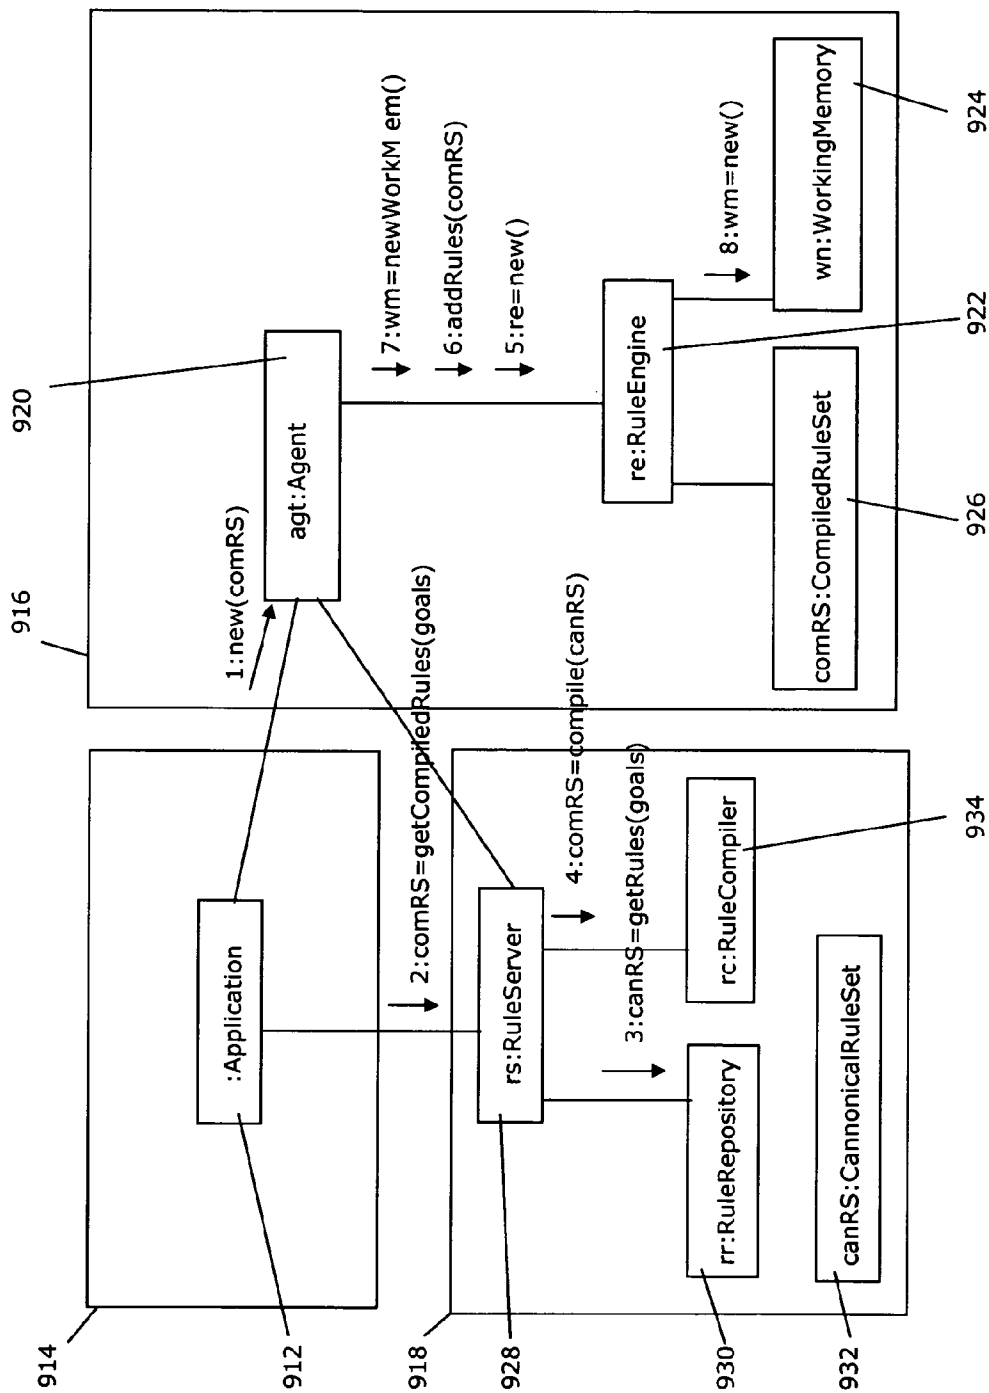 914
912
:Application
916
920
1:new(comRS)
agt:Agent
7:wm=newWorkM em()
6:addRules(comRS)
5:re=new()
2:comRS=getCompiledRules(goals)
918
928
rs:RuleServer
4:comRS=compile(canRS)
3:canRS=getRules(goals)
re:RuleEngine
8:wm=new()
rr:RuleRepository
rc:RuleCompiler
canRS:CannonicalRuleSet
comRS:CompiledRuleSet
wn:WorkingMemory
930
932
934
926
922
924